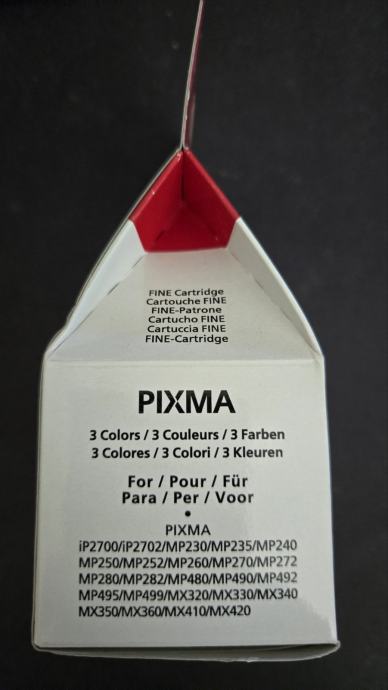 FINE Cartridge
Cartouche FINE
FINE-Patrone
Cartucho FINE
Cartuccia FINE
FINE-Cartridge
PIXMA
3 Colors / 3 Couleurs / 3 Farben
3 Colores / 3 Colori / 3 Kleuren
For / Pour / Für
Para / Per / Voor
•
PIXMA
iP2700/iP2702/MP230/MP235/MP240
MP250/MP252/MP260/MP270/MP272
MP280/MP282/MP480/MP490/MP492
MP495/MP499/MX320/MX330/MX340
MX350/MX360/MX410/MX420